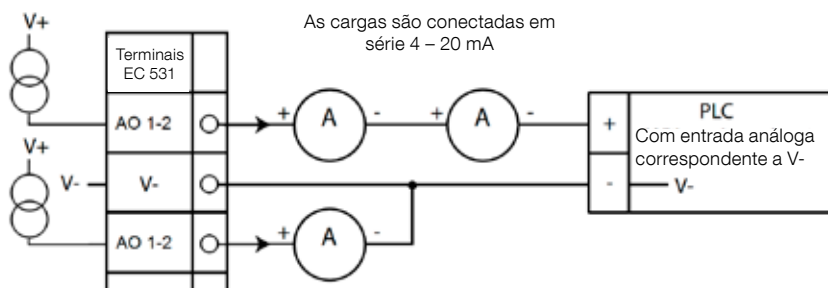 As cargas são conectadas em
série 4 – 20 mA
V+
Terminais
EC 531
AO 1-2
+
A
-
+
A
-
+
PLC
Com entrada análoga
correspondente a V-
V+
V-
V-
-
V-
AO 1-2
+
A
-